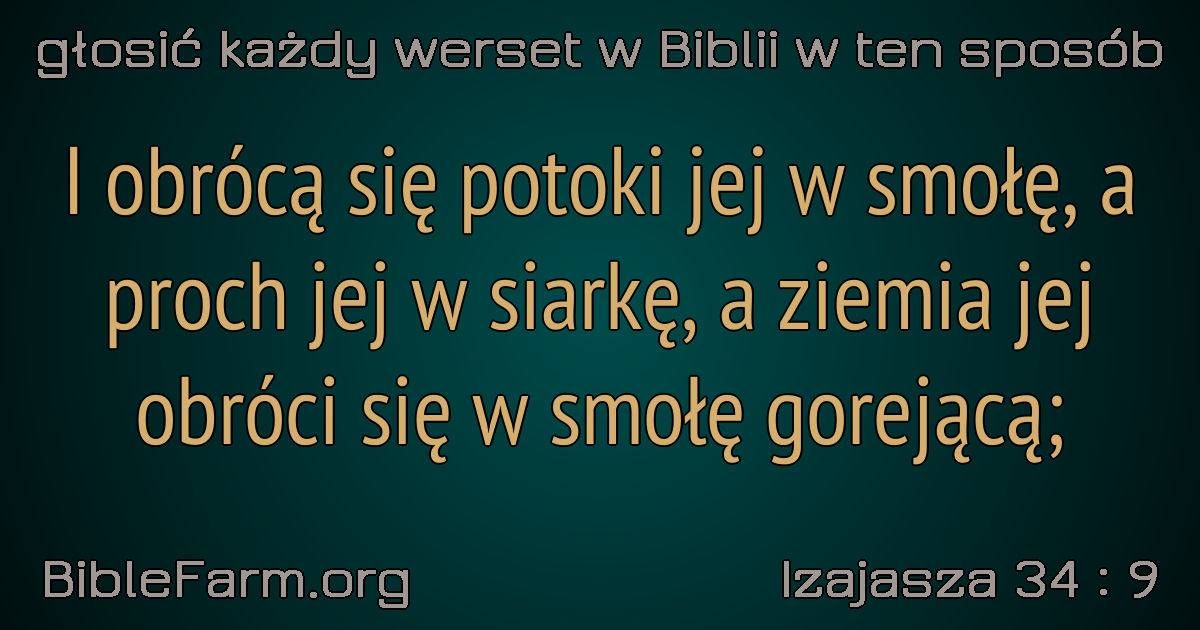 głosić każdy werset w Biblii w ten sposób
I obrócą się potoki jej w smołę, a
proch jej w siarkę, a ziemia jej
obróci się w smołę gorejącą;
BibleFarm.org
Izajasza 34 : 9